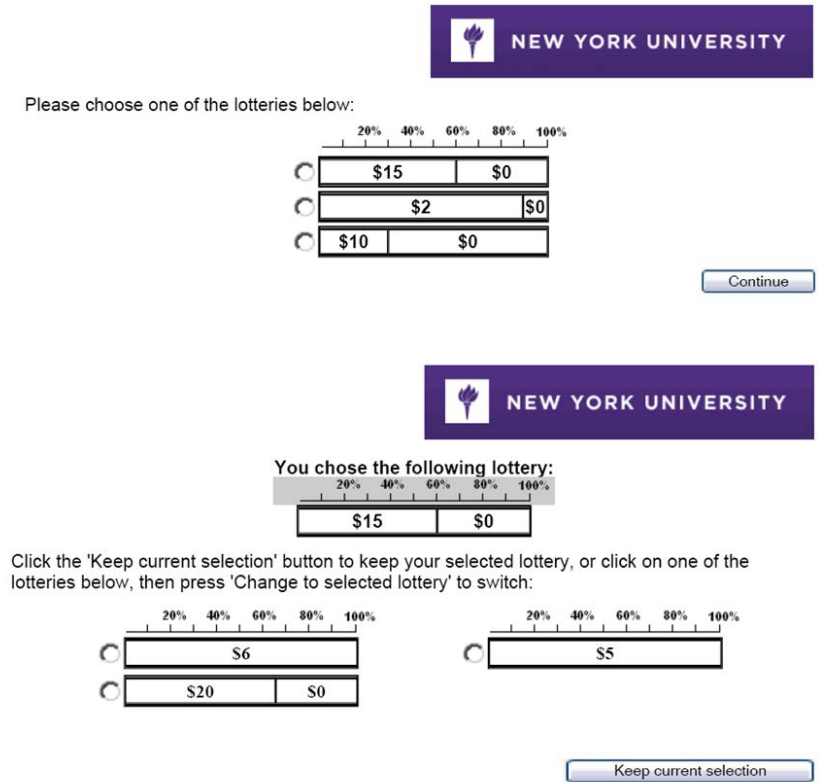 NEW YORK UNIVERSITY
Please choose one of the lotteries below:
20% 40% 60% 80% 100%
$15 $0
$2 $0
$10 $0
Continue
NEW YORK UNIVERSITY
You chose the following lottery:
20% 40% 60% 80% 100%
$15 $0
Click the 'Keep current selection' button to keep your selected lottery, or click on one of the
lotteries below, then press 'Change to selected lottery' to switch:
20% 40% 60% 80% 100%
$6
$20 $0
20% 40% 60% 80% 100%
$5
Keep current selection